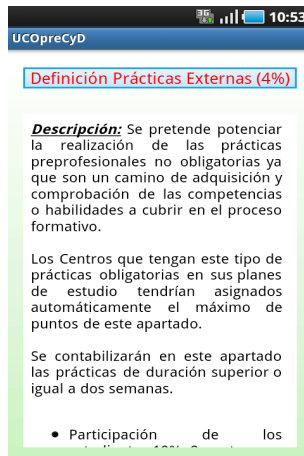 3G
10:53
UCOpreCyD
Definición Prácticas Externas (4%)
Descripción: Se pretende potenciar
la realización de las prácticas
preprofesionales no obligatorias ya
que son un camino de adquisición y
comprobación de las competencias
o habilidades a cubrir en el proceso
formativo.
Los Centros que tengan este tipo de
prácticas obligatorias en sus planes
de estudio tendrían asignados
automáticamente el máximo de
puntos de este apartado.
Se contabilizarán en este apartado
las prácticas de duración superior o
igual a dos semanas.
• Participación de los